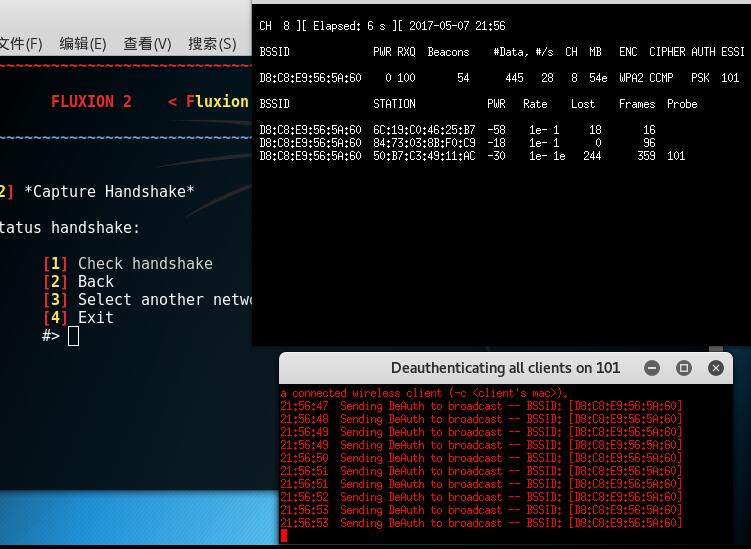 文件(F) 编辑(E) 查看(V) 搜索(S)
FLUXION 2 < Fluxion
2] *Capture Handshake*
tatus handshake:
[1] Check handshake
[2] Back
[3] Select another netwo
[4] Exit
#>
CH 8 ][ Elapsed: 6 s ][ 2017-05-07 21:56
BSSID PWR RXQ Beacons #Data, #/s CH MB ENC CIPHER AUTH ESSI
D8:C8:E9:56:5A:60 0 100 54 445 28 8 54e WPA2 CCMP PSK 101
BSSID STATION PWR Rate Lost Frames Probe
D8:C8:E9:56:5A:60 6C:19:C0:46:25:B7 -58 1e- 1 18 16
D8:C8:E9:56:5A:60 84:73:03:8B:F0:C9 -18 1e- 1 0 96
D8:C8:E9:56:5A:60 50:B7:C3:49:11:AC -30 1e- 1e 244 359 101
Deauthenticating all clients on 101
a connected wireless client (-c <client's mac>).
21:56:47 Sending DeAuth to broadcast -- BSSID: [D8:C8:E9:56:5A:60]
21:56:48 Sending DeAuth to broadcast -- BSSID: [D8:C8:E9:56:5A:60]
21:56:49 Sending DeAuth to broadcast -- BSSID: [D8:C8:E9:56:5A:60]
21:56:49 Sending DeAuth to broadcast -- BSSID: [D8:C8:E9:56:5A:60]
21:56:50 Sending DeAuth to broadcast -- BSSID: [D8:C8:E9:56:5A:60]
21:56:51 Sending DeAuth to broadcast -- BSSID: [D8:C8:E9:56:5A:60]
21:56:51 Sending DeAuth to broadcast -- BSSID: [D8:C8:E9:56:5A:60]
21:56:52 Sending DeAuth to broadcast -- BSSID: [D8:C8:E9:56:5A:60]
21:56:53 Sending DeAuth to broadcast -- BSSID: [D8:C8:E9:56:5A:60]
21:56:53 Sending DeAuth to broadcast -- BSSID: [D8:C8:E9:56:5A:60]